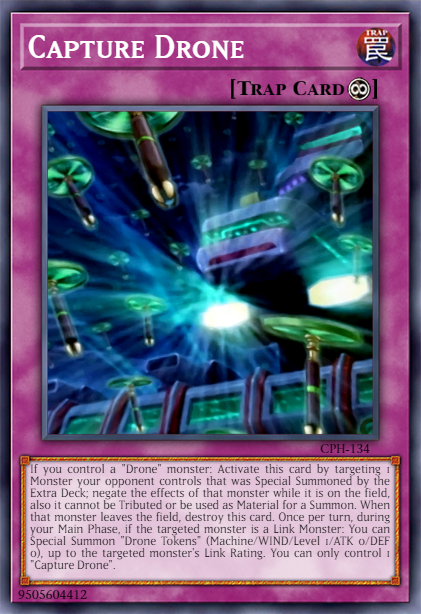 Capture Drone
TRAP
罠
[Trap Card♾]
CPH-134
If you control a "Drone" monster: Activate this card by targeting 1
Monster your opponent controls that was Special Summoned by the
Extra Deck; negate the effects of that monster while it is on the field,
also it cannot be Tributed or be used as Material for a Summon. When
that monster leaves the field, destroy this card. Once per turn, during
your Main Phase, if the targeted monster is a Link Monster: You can
Special Summon "Drone Tokens" (Machine/WIND/Level 1/ATK 0/DEF
0), up to the targeted monster's Link Rating. You can only control 1
"Capture Drone".
9505604412